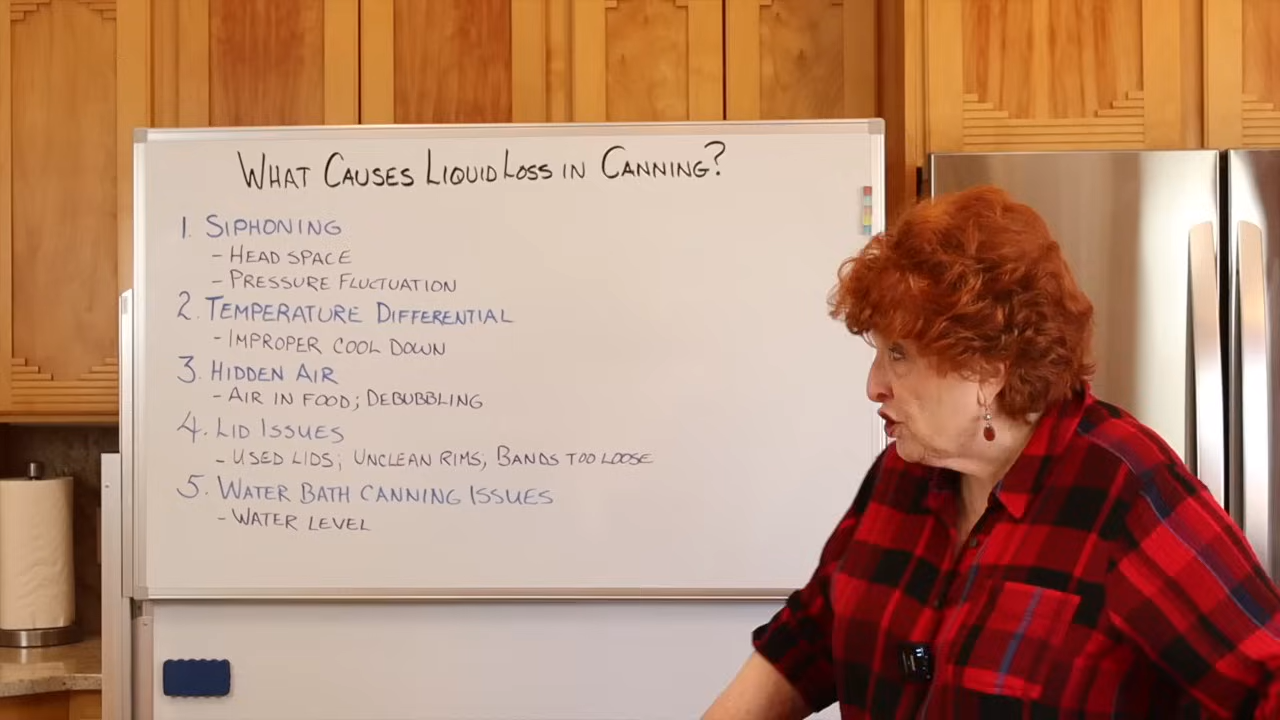 WHAT CAUSES LIQUID LOSS IN CANNING?
1. SIPHONING
- HEAD SPACE
- PRESSURE FLUCTUATION
2. TEMPERATURE DIFFERENTIAL
- IMPROPER COOL DOWN
3. HIDDEN AIR
- AIR IN FOOD; DEBUBBLING
4. LID ISSUES
- USED LIDS; UNCLEAN RIMS; BANDS TOO LOOSE
5. WATER BATH CANNING ISSUES
- WATER LEVEL